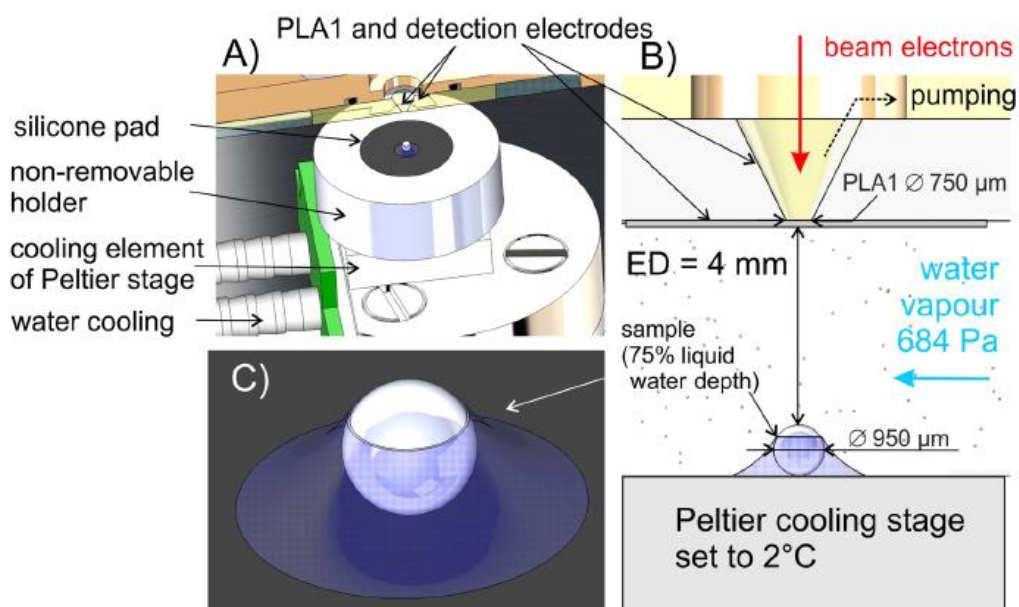 PLA1 and detection electrodes
A)
silicone pad
non-removable
holder
cooling element
of Peltier stage
water cooling
C)
beam electrons
B)
pumping
PLA1 ∅ 750 µm
ED = 4 mm
water
vapour
684 Pa
sample
(75% liquid
water depth)
∅ 950 µm
Peltier cooling stage
set to 2°C